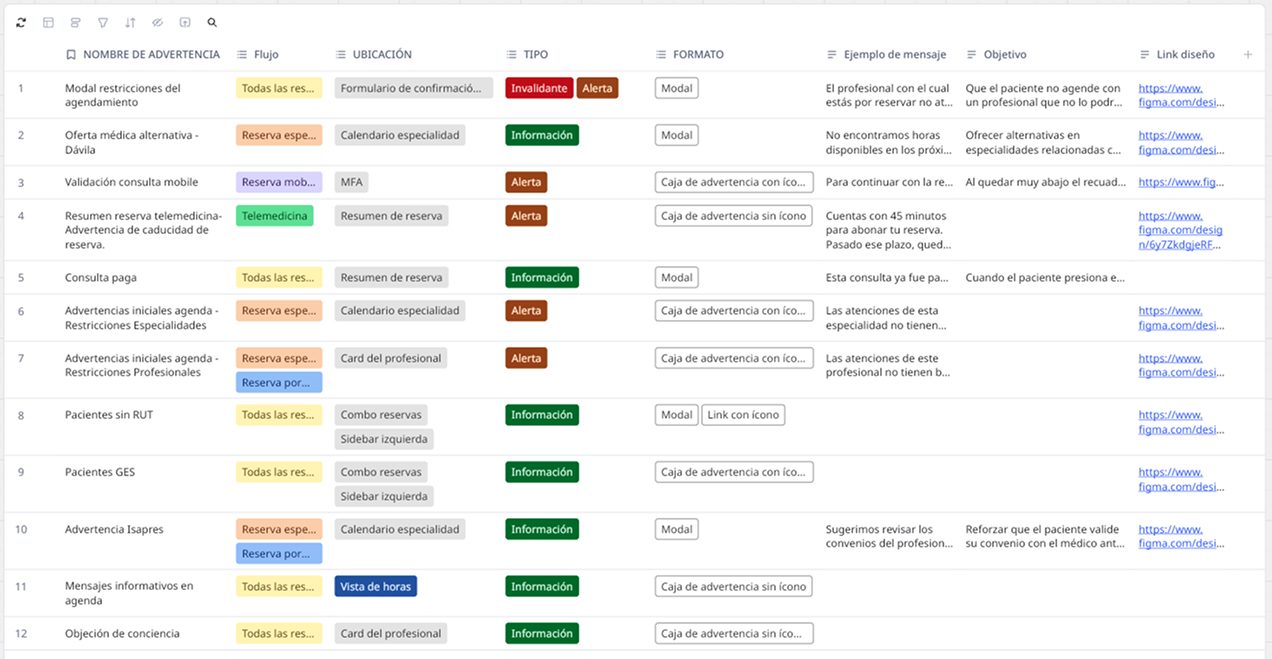 NOMBRE DE ADVERTENCIA Flujo UBICACIÓN TIPO FORMATO Ejemplo de mensaje Objetivo Link diseño
1 Modal restricciones del Todas las res... Formulario de confirmació... Invalidante Alerta Modal El profesional con el cual Que el paciente no agende con https://www.
agendamiento estás por reservar no at... un profesional que no lo podr... figma.com/desi...
2 Oferta médica alternativa - Reserva espe... Calendario especialidad Información Modal No encontramos horas Ofrecer alternativas en https://www.
Dávila disponibles en los próxi... especialidades relacionadas c... figma.com/desi...
3 Validación consulta mobile Reserva mob... MFA Alerta Caja de advertencia con íco... Para continuar con la re... Al quedar muy abajo el recuad... https://www.fig...
4 Resumen reserva telemedicina- Telemedicina Resumen de reserva Alerta Caja de advertencia sin ícono Cuentas con 45 minutos https://www.
Advertencia de caducidad de para abonar tu reserva. figma.com/desig
reserva. Pasado ese plazo, qued... n/6y7ZkdgjeRF...
5 Consulta paga Todas las res... Resumen de reserva Información Modal Esta consulta ya fue pa... Cuando el paciente presiona e...
6 Advertencias iniciales agenda - Reserva espe... Calendario especialidad Alerta Caja de advertencia con íco... Las atenciones de esta https://www.
Restricciones Especialidades especialidad no tienen... figma.com/desi...
7 Advertencias iniciales agenda - Reserva espe... Card del profesional Alerta Caja de advertencia con íco... Las atenciones de este https://www.
Restricciones Profesionales Reserva por... profesional no tienen b... figma.com/desi...
8 Pacientes sin RUT Todas las res... Combo reservas Información Modal Link con ícono https://www.
Sidebar izquierda figma.com/desi...
9 Pacientes GES Todas las res... Combo reservas Información Caja de advertencia con íco... https://www.
Sidebar izquierda figma.com/desi...
10 Advertencia Isapres Reserva espe... Calendario especialidad Información Modal Sugerimos revisar los Reforzar que el paciente valide https://www.
Reserva por... convenios del profesion... su convenio con el médico ant... figma.com/desi...
11 Mensajes informativos en Todas las res... Vista de horas Información Caja de advertencia sin ícono
agenda
12 Objeción de conciencia Todas las res... Card del profesional Información Caja de advertencia sin íco...